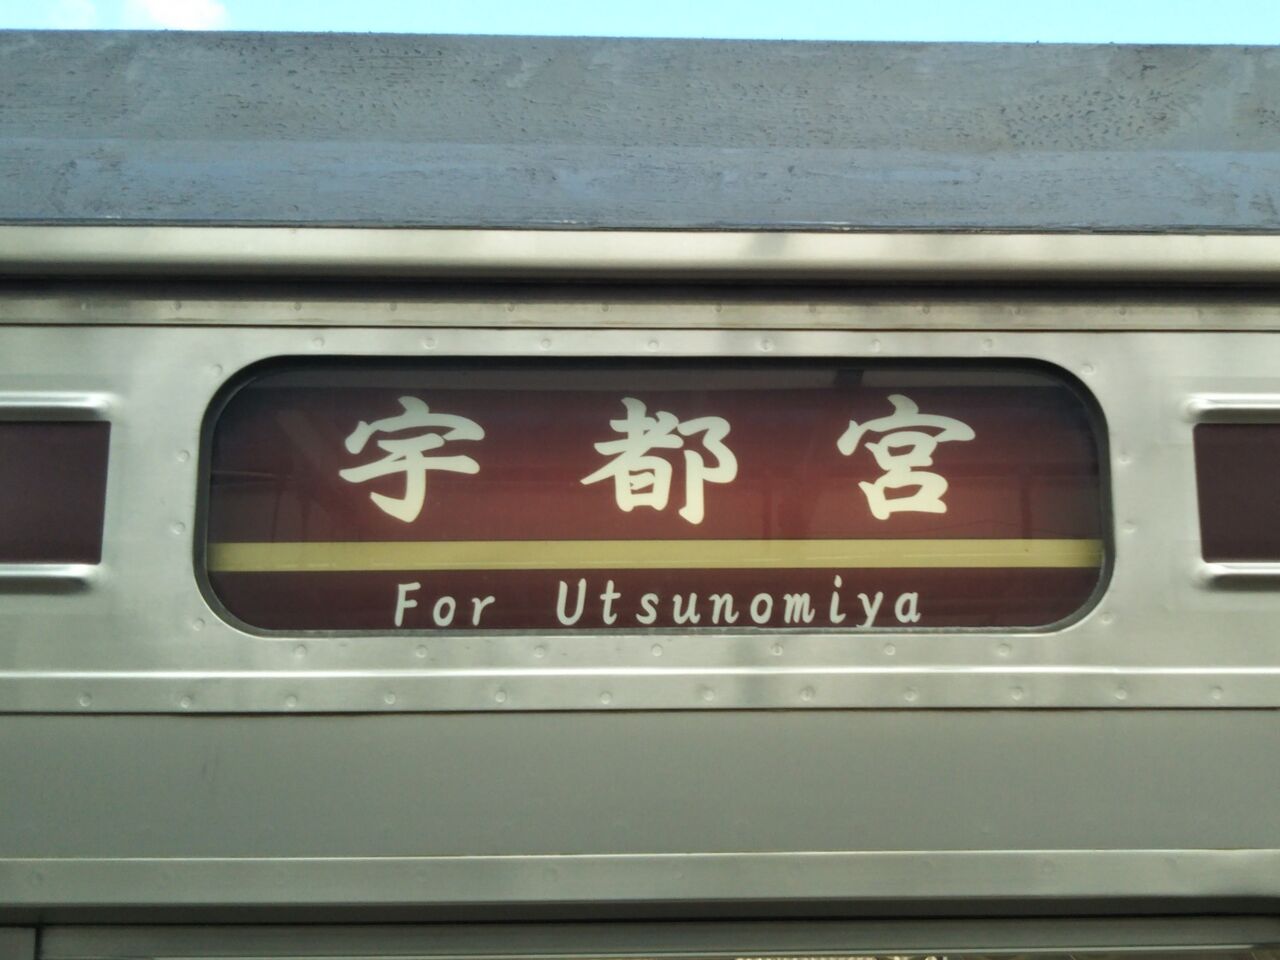 宇都宮
For Utsunomiya